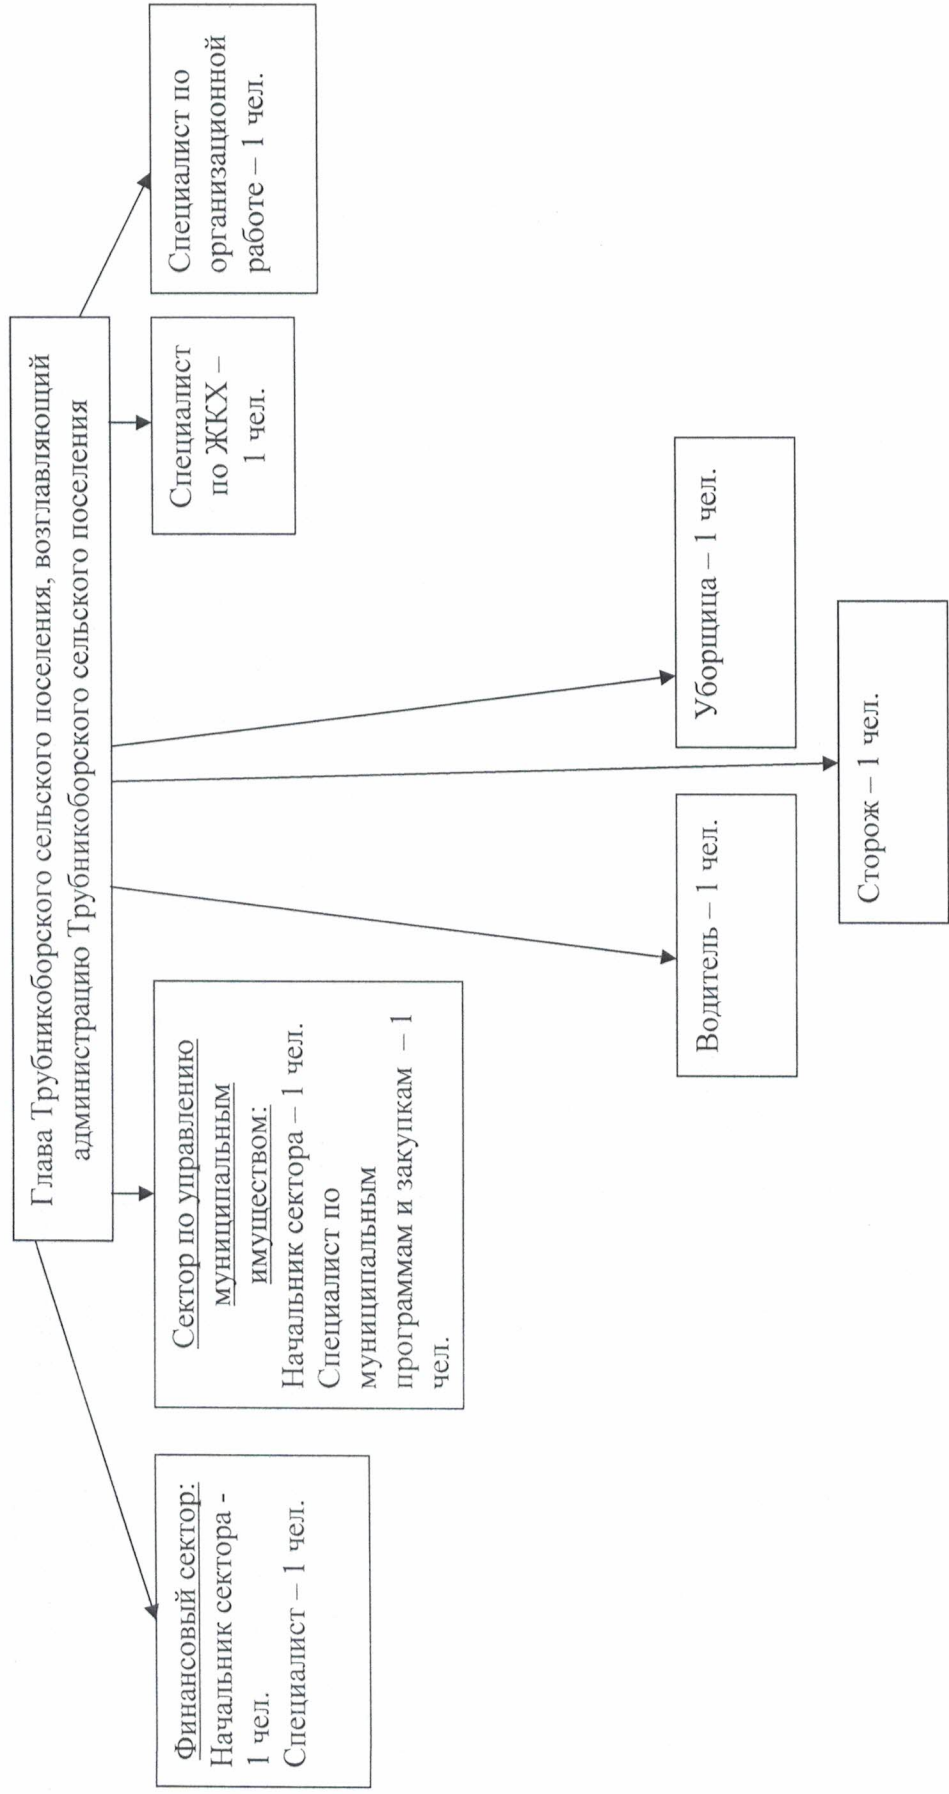 Глава Трубникоборского сельского поселения, возглавляющий
администрацию Трубникоборского сельского поселения
Финансовый сектор:
Начальник сектора -
1 чел.
Специалист – 1 чел.
Сектор по управлению
муниципальным
имуществом:
Начальник сектора – 1 чел.
Специалист по
муниципальным
программам и закупкам – 1
чел.
Специалист
по ЖКХ –
1 чел.
Специалист по
организационной
работе – 1 чел.
Водитель – 1 чел.
Уборщица – 1 чел.
Сторож – 1 чел.